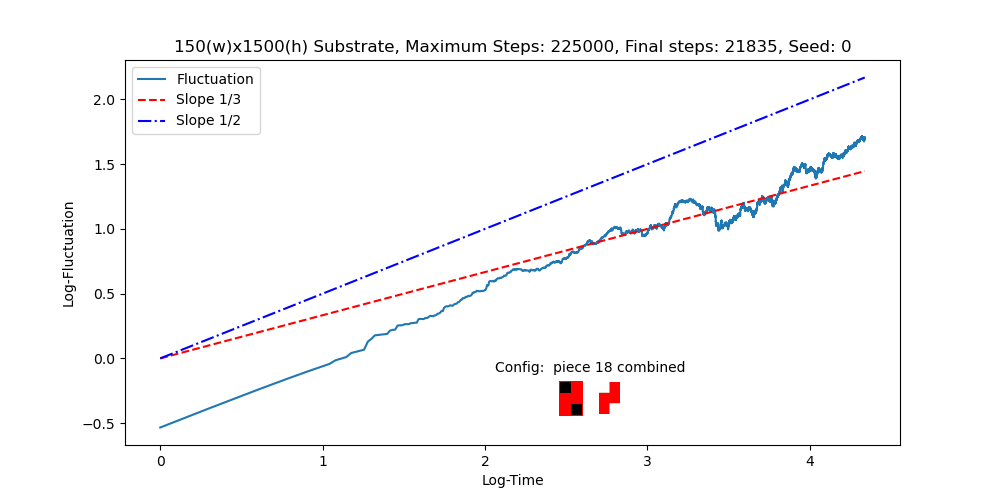 150(w)x1500(h) Substrate, Maximum Steps: 225000, Final steps: 21835, Seed: 0
Fluctuation
Slope 1/3
Slope 1/2
2.0
1.5
1.0
0.5
0.0
−0.5
Log-Fluctuation
Config:  piece 18 combined
0
1
2
3
4
Log-Time